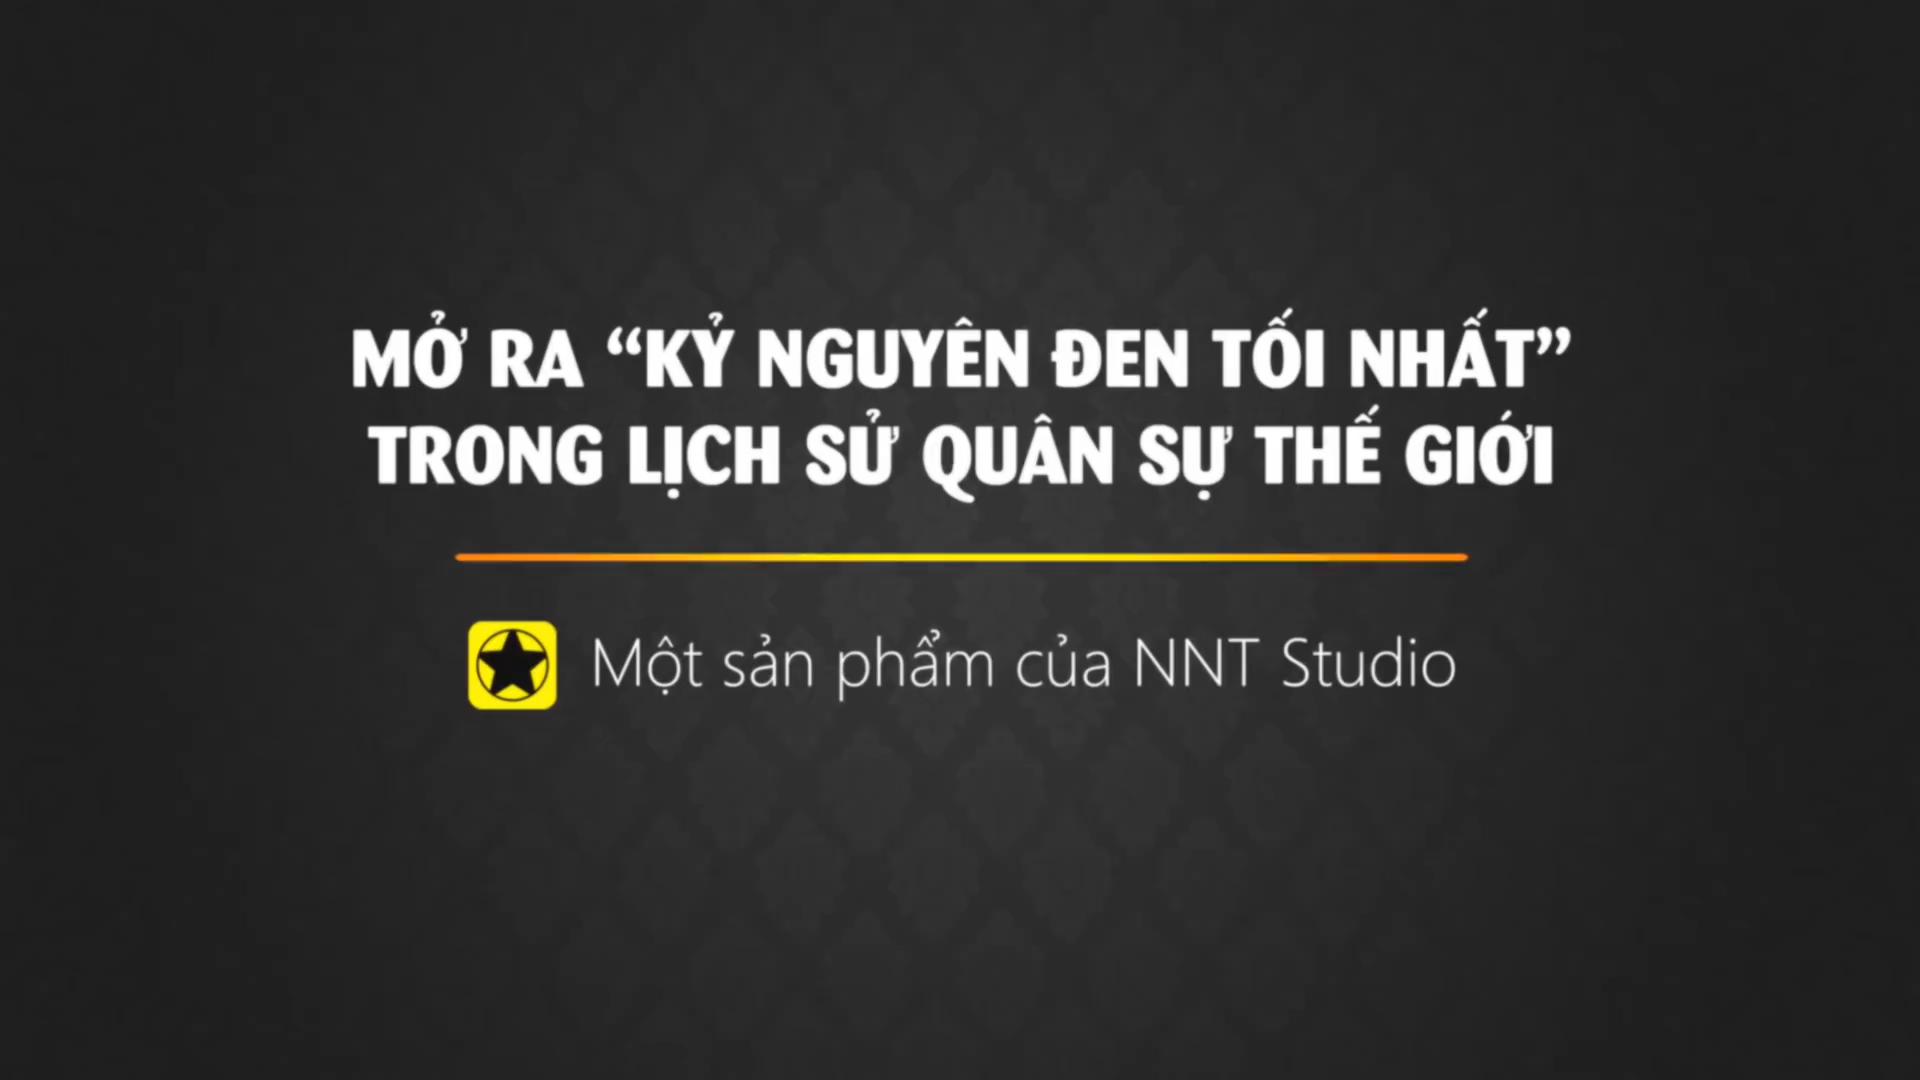 MỞ RA “KỶ NGUYÊN ĐEN TỐI NHẤT”
TRONG LỊCH SỬ QUÂN SỰ THẾ GIỚI
Một sản phẩm của NNT Studio